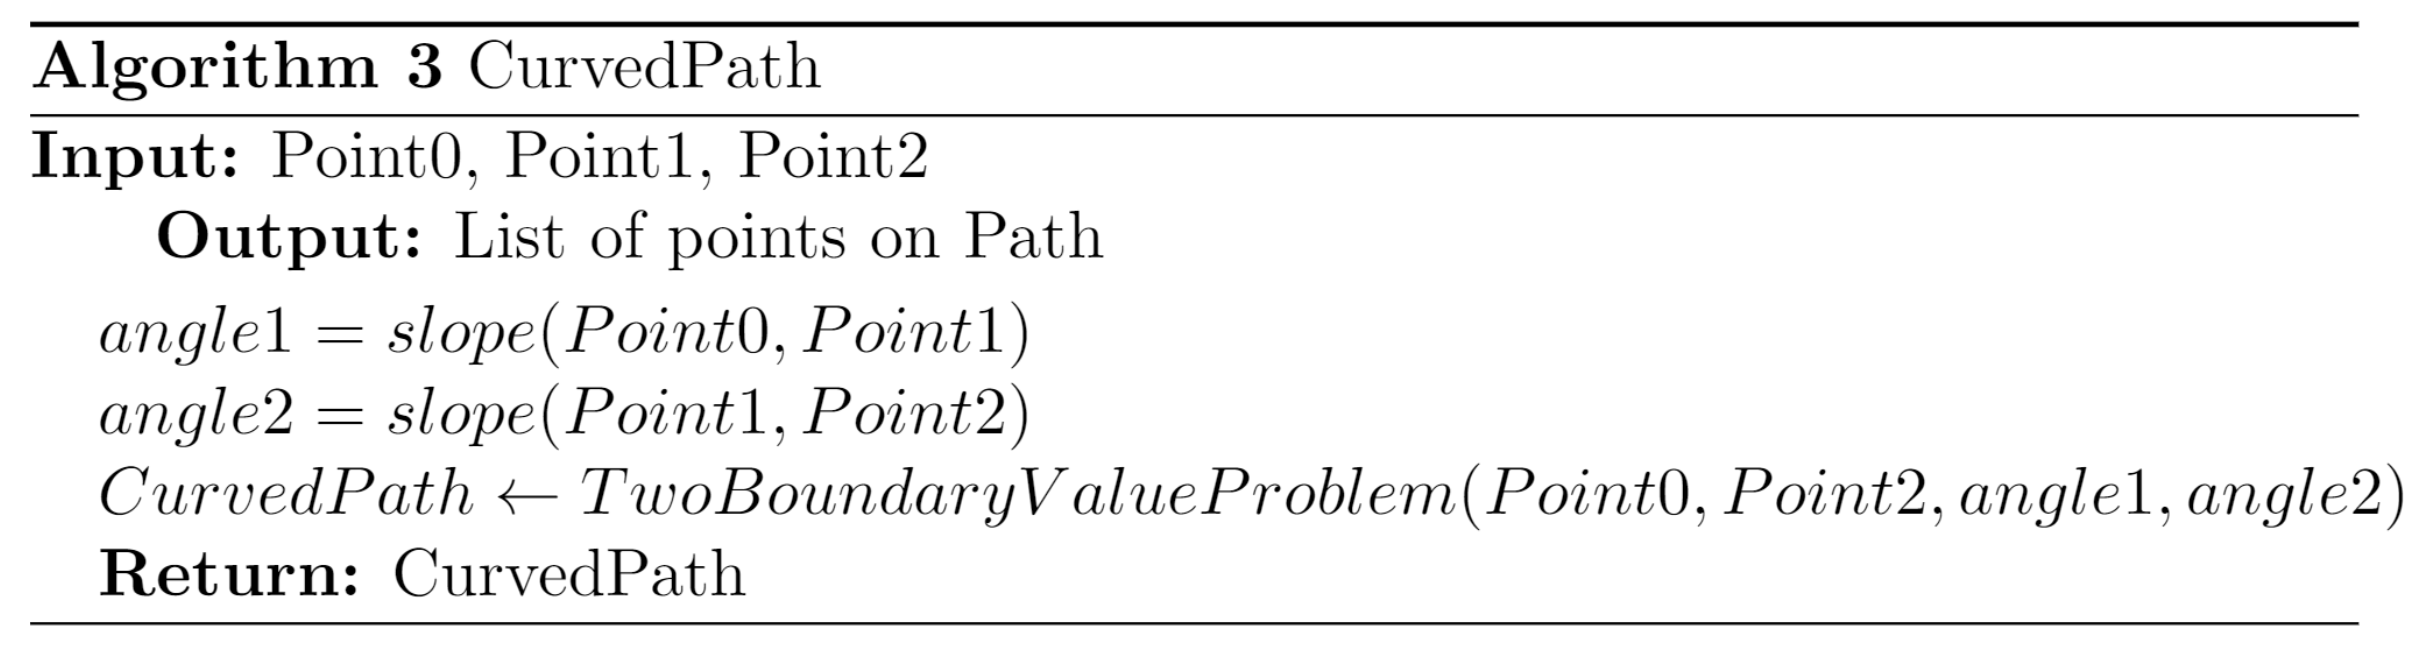 Algorithm 3 CurvedPath
Input: Point0, Point1, Point2
Output: List of points on Path
angle1 = slope(Point0, Point1)
angle2 = slope(Point1, Point2)
CurvedPath ← TwoBoundaryValueProblem(Point0, Point2, angle1, angle2)
Return: CurvedPath